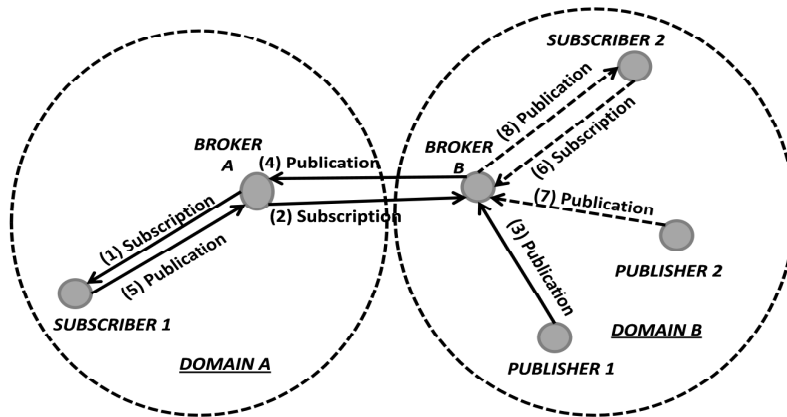 SUBSCRIBER 2
(8) Publication
(6) Subscription
BROKER
A
(4) Publication
BROKER
B
(7) Publication
(2) Subscription
(1) Subscription
(5) Publication
(3) Publication
PUBLISHER 2
SUBSCRIBER 1
DOMAIN B
DOMAIN A
PUBLISHER 1